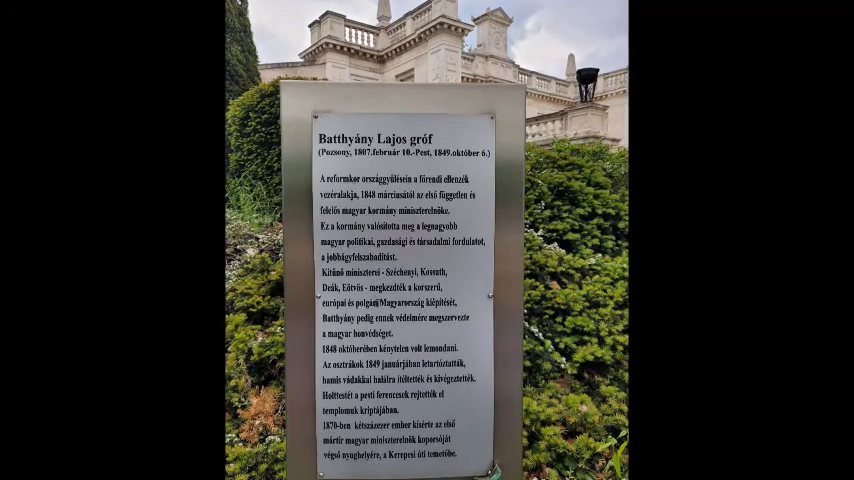 Batthyány Lajos gróf
(Pozsony, 1807.február 10.-Pest, 1849.október 6.)
A reformkor országgyűlésein a főrendi ellenzék
vezéralakja, 1848 márciusától az első független és
felelős magyar kormány miniszterelnöke.
Ez a kormány valósította meg a legnagyobb
magyar politikai, gazdasági és társadalmi fordulatot,
a jobbágyfelszabadítást.
Kitűnő miniszterei - Széchenyi, Kossuth,
Deák, Eötvös - megkezdték a korszerű,
európai és polgári Magyarország kiépítését,
Batthyány pedig ennek védelmére megszervezte
a magyar honvédséget.
1848 októberében kénytelen volt lemondani.
Az osztrákok 1849 januárjában letartóztatták,
hamis vádakkal halálra ítéltették és kivégeztették.
Holttestét a pesti ferencesek rejtették el
templomuk kriptájában.
1870-ben kétszázezer ember kísérte az első
mártír magyar miniszterelnök koporsóját
végső nyughelyére, a Kerepesi úti temetőbe.